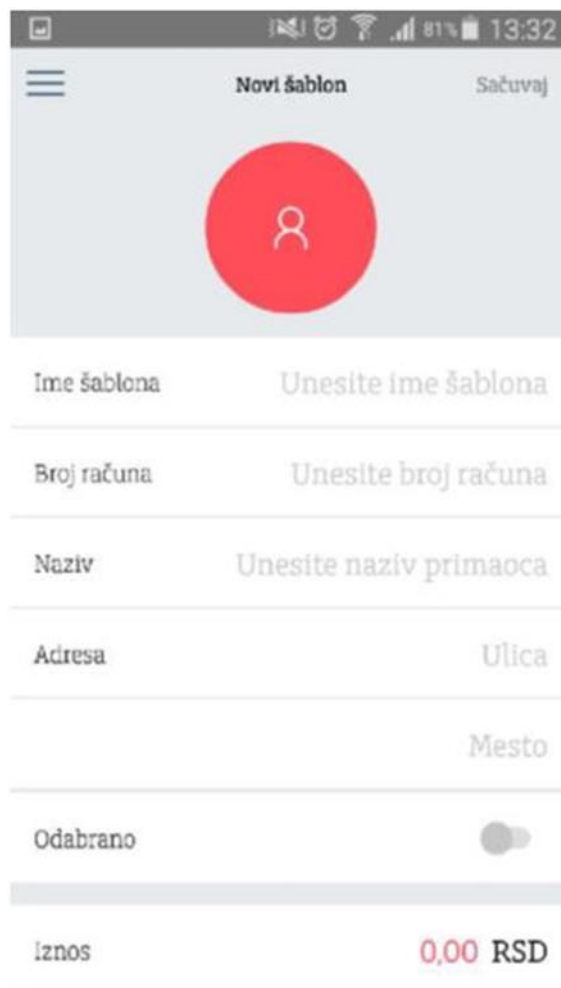 81% 13:32
Novi šablon Sačuvaj
Ime šablona Unesite ime šablona
Broj računa Unesite broj računa
Naziv Unesite naziv primaoca
Adresa Ulica
Mesto
Odabrano
Iznos 0,00 RSD